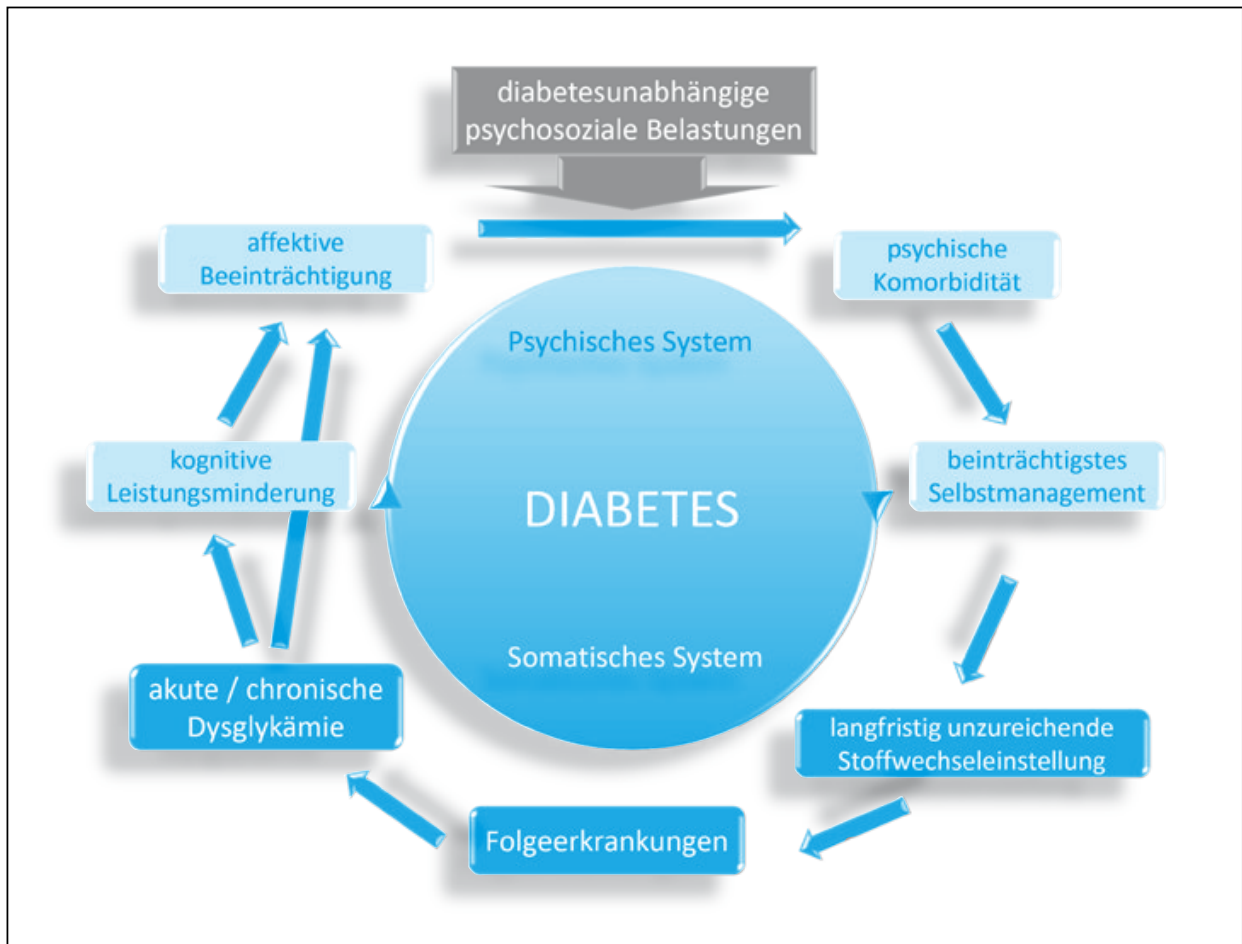 diabetesunabhängige
psychosoziale Belastungen
affektive
Beeinträchtigung
psychische
Komorbidität
Psychisches System
kognitive
Leistungsminderung
beinträchtigstes
Selbstmanagement
DIABETES
Somatisches System
akute / chronische
Dysglykämie
langfristig unzureichende
Stoffwechseleinstellung
Folgeerkrankungen